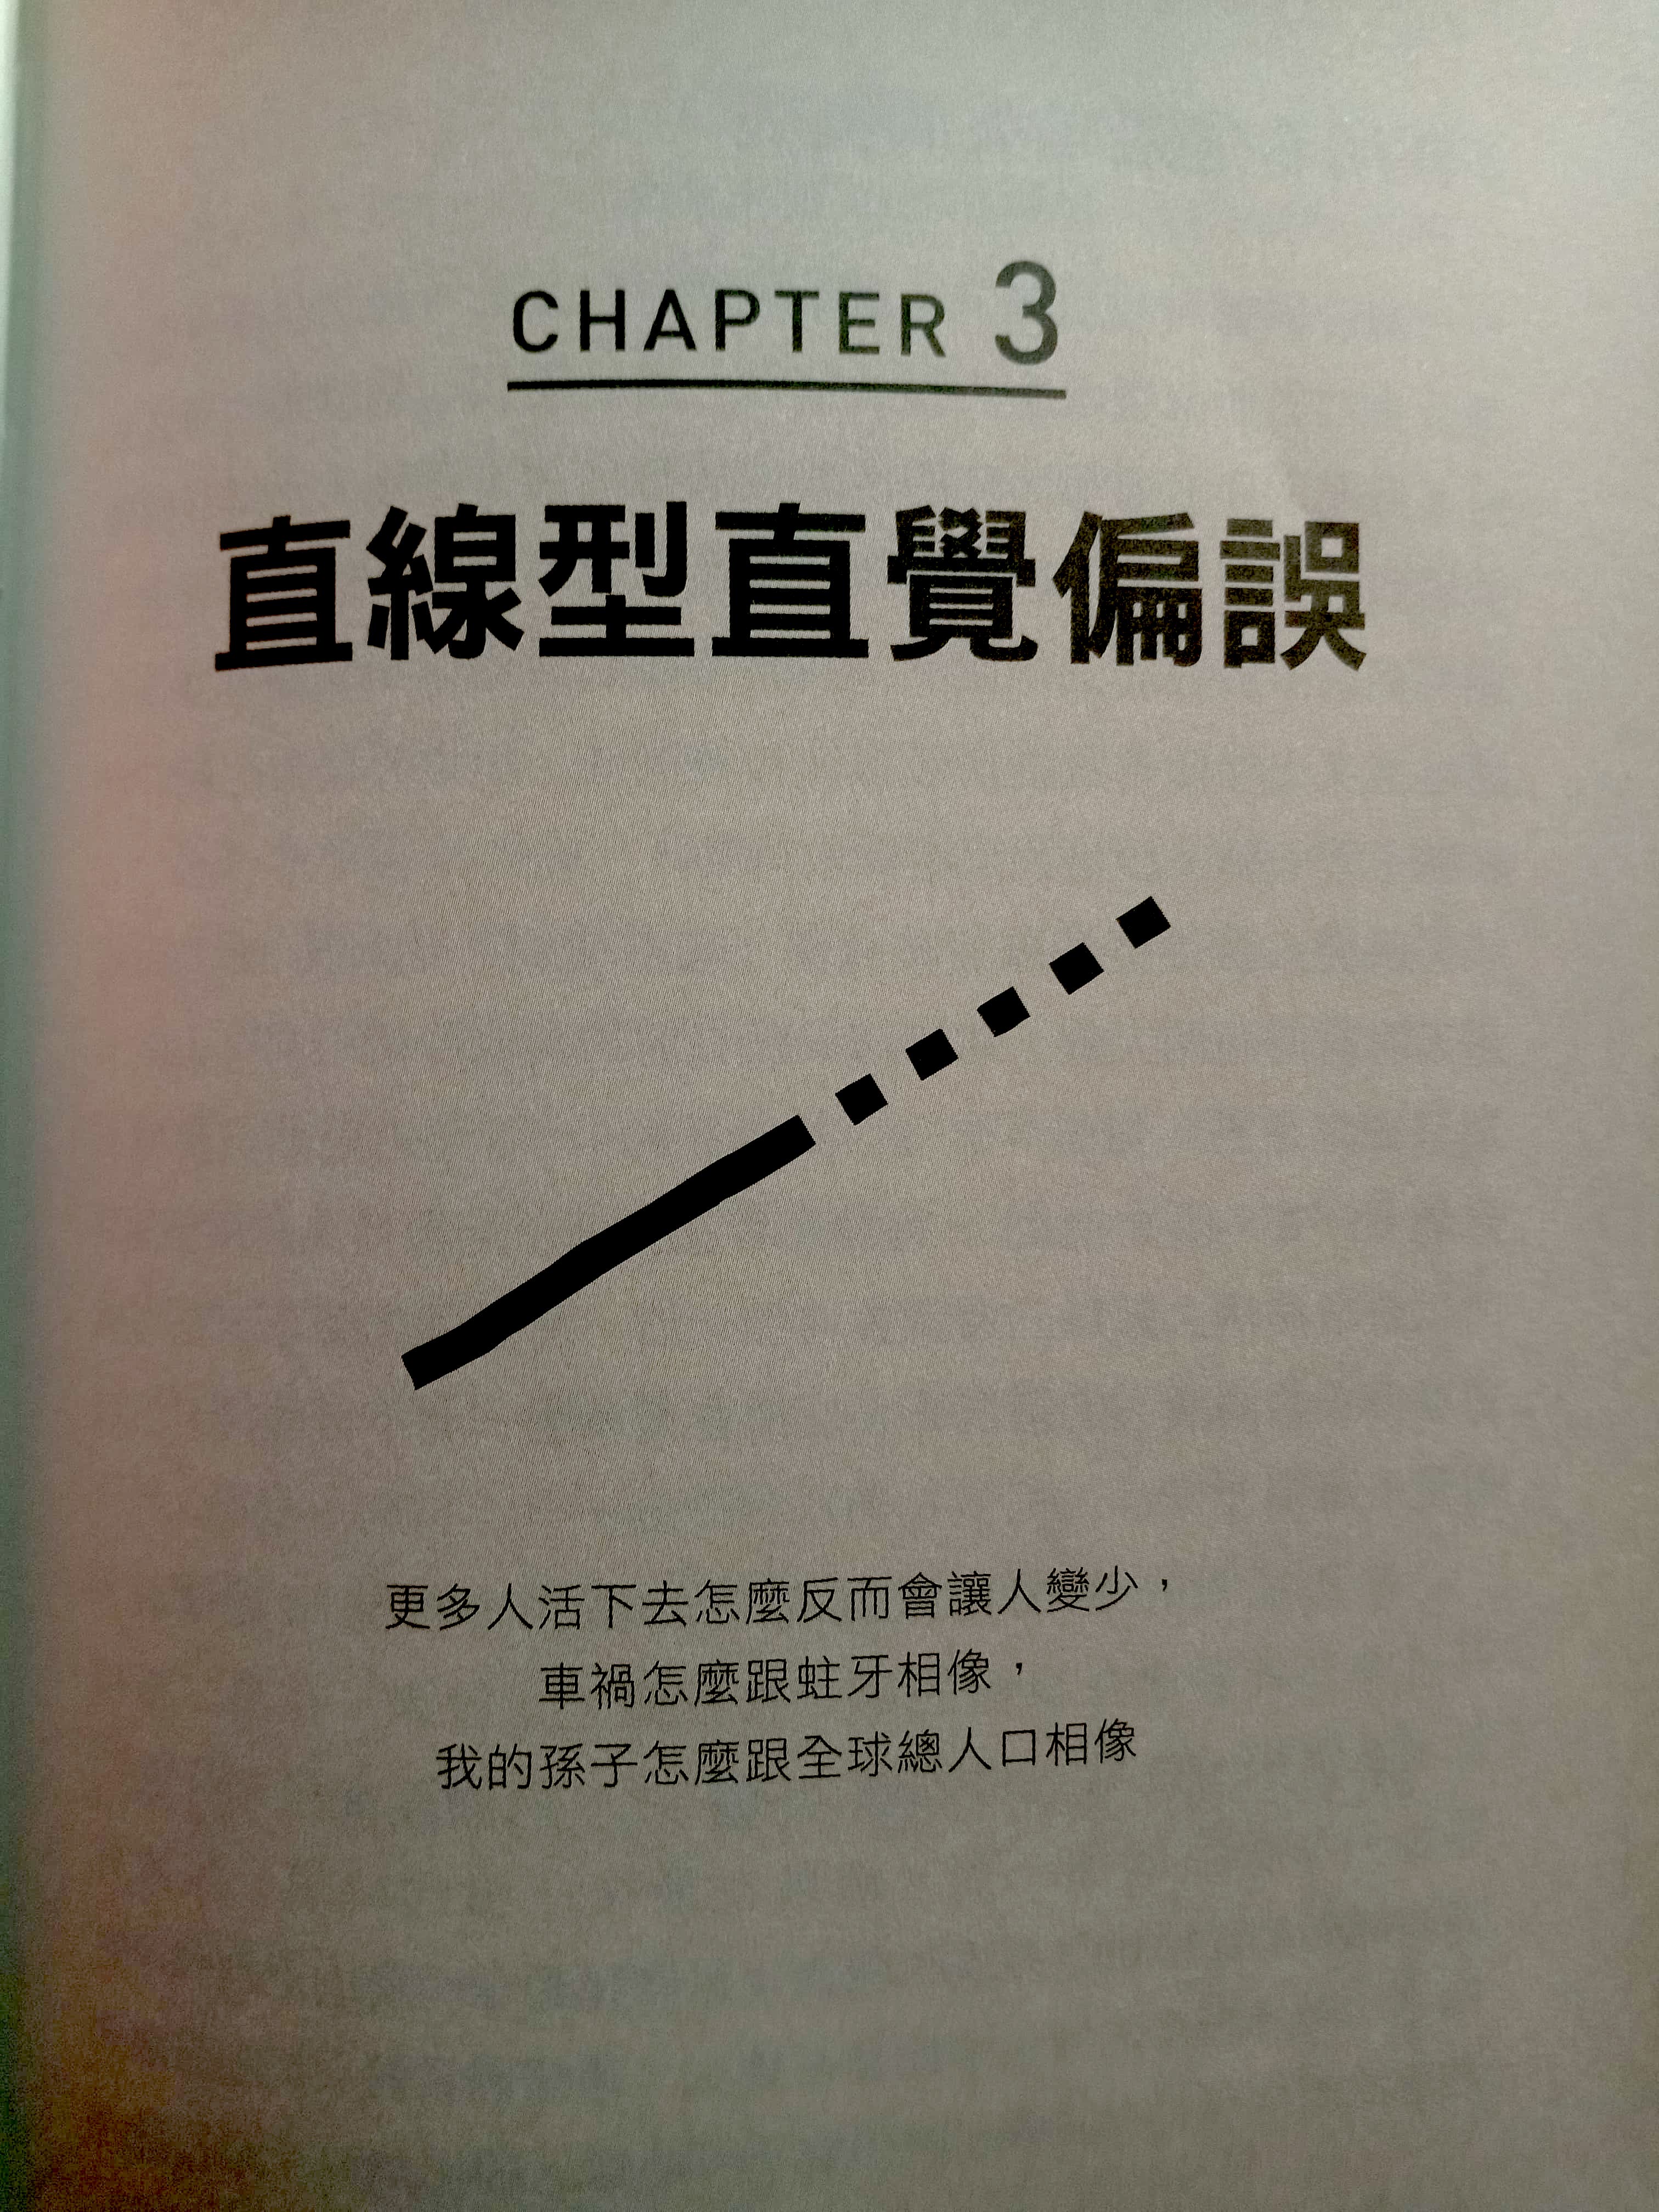 CHAPTER 3
直線型直覺偏誤
更多人活下去怎麼反而會讓人變少，
車禍怎麼跟蛀牙相像，
我的孫子怎麼跟全球總人口相像